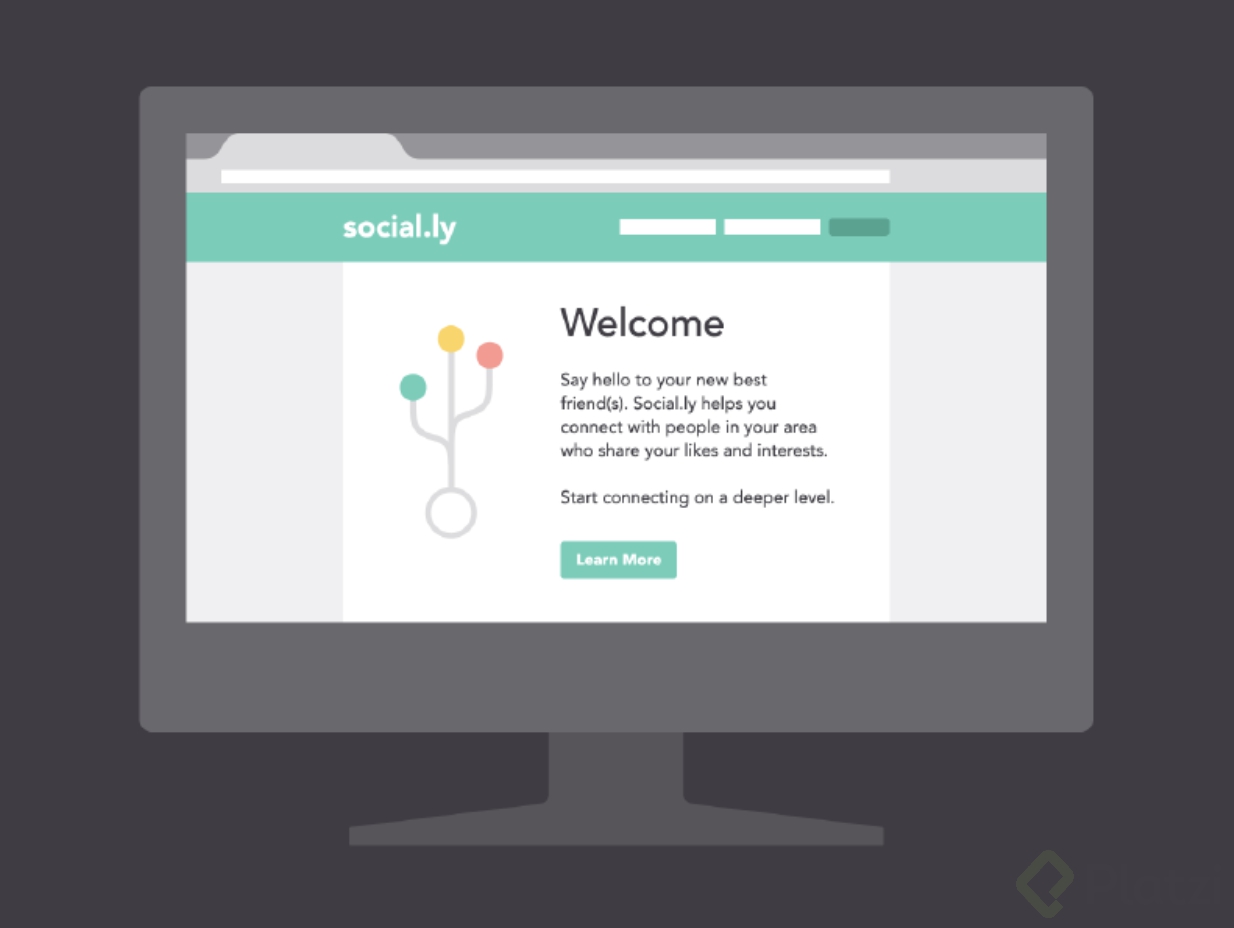 social.ly
Welcome
Say hello to your new best
friend(s). Social.ly helps you
connect with people in your area
who share your likes and interests.
Start connecting on a deeper level.
Learn More